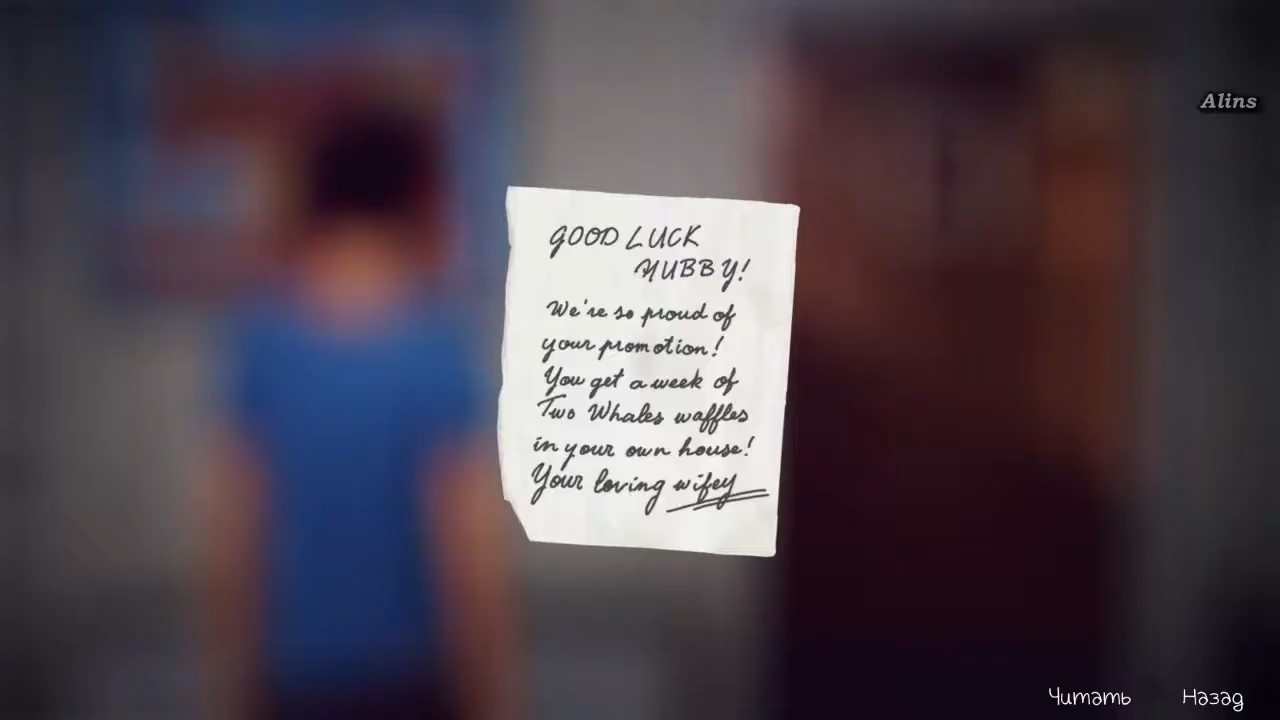 Alins
GOOD LUCK
HUBBY!
We're so proud of
your promotion!
You get a week of
Two Whales waffles
in your own house!
Your loving wifey
Читать Назад